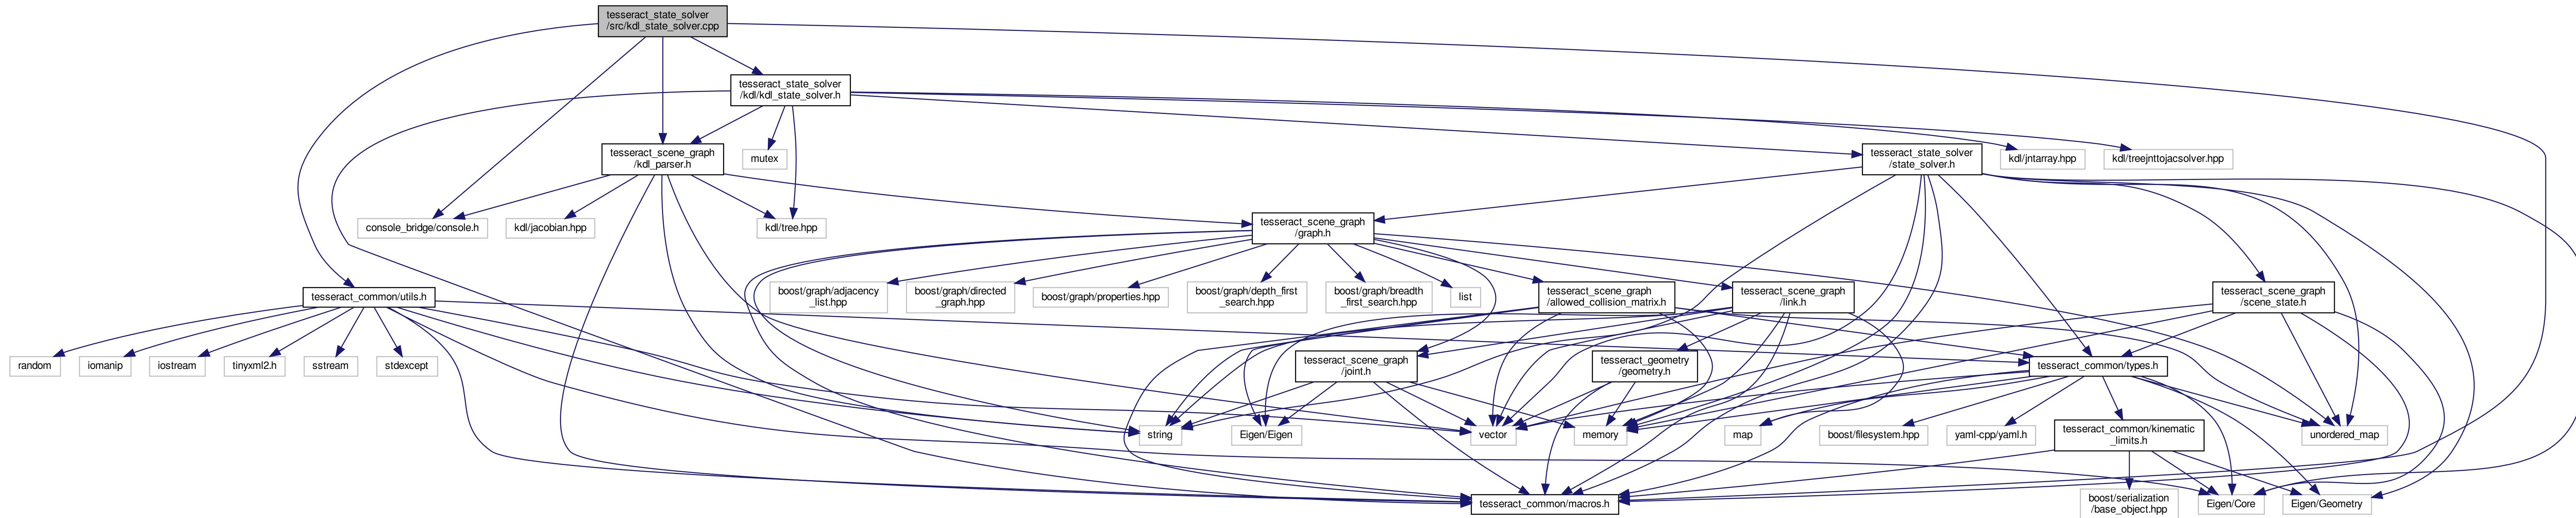 tesseract_state_solver
/src/kdl_state_solver.cpp
tesseract_state_solver
/kdl/kdl_state_solver.h
tesseract_scene_graph
/kdl_parser.h
mutex
tesseract_state_solver
/state_solver.h
kdl/jntarray.hpp
kdl/treejnttojacsolver.hpp
console_bridge/console.h
kdl/jacobian.hpp
kdl/tree.hpp
tesseract_scene_graph
/graph.h
tesseract_common/utils.h
boost/graph/adjacency
_list.hpp
boost/graph/directed
_graph.hpp
boost/graph/properties.hpp
boost/graph/depth_first
_search.hpp
boost/graph/breadth
_first_search.hpp
list
tesseract_scene_graph
/allowed_collision_matrix.h
tesseract_scene_graph
/link.h
tesseract_scene_graph
/scene_state.h
random
iomanip
iostream
tinyxml2.h
sstream
stdexcept
tesseract_scene_graph
/joint.h
tesseract_geometry
/geometry.h
tesseract_common/types.h
string
Eigen/Eigen
vector
memory
map
boost/filesystem.hpp
yaml-cpp/yaml.h
tesseract_common/kinematic
_limits.h
unordered_map
tesseract_common/macros.h
boost/serialization
/base_object.hpp
Eigen/Core
Eigen/Geometry